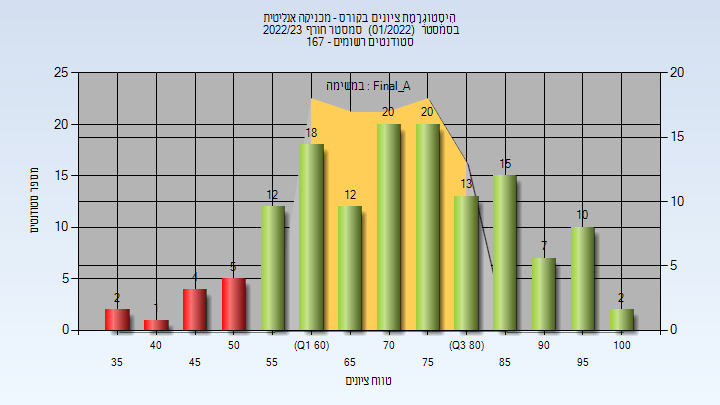 היסטוגרמת ציונים בקורס - מכניקה אנליטית
בסמסטר (01/2022) סמסטר חורף 2022/23
סטודנטים רשומים - 167
במשימה : Final_A
25 20
20 15
15
10 10
5 5
0 0
2 1 4 5 12 18 12 20 20 13 15 7 10 2
מספר סטודנטים
40 50 (Q1 60) 70 (Q3 80) 90 100
35 45 55 65 75 85 95
טווח ציונים